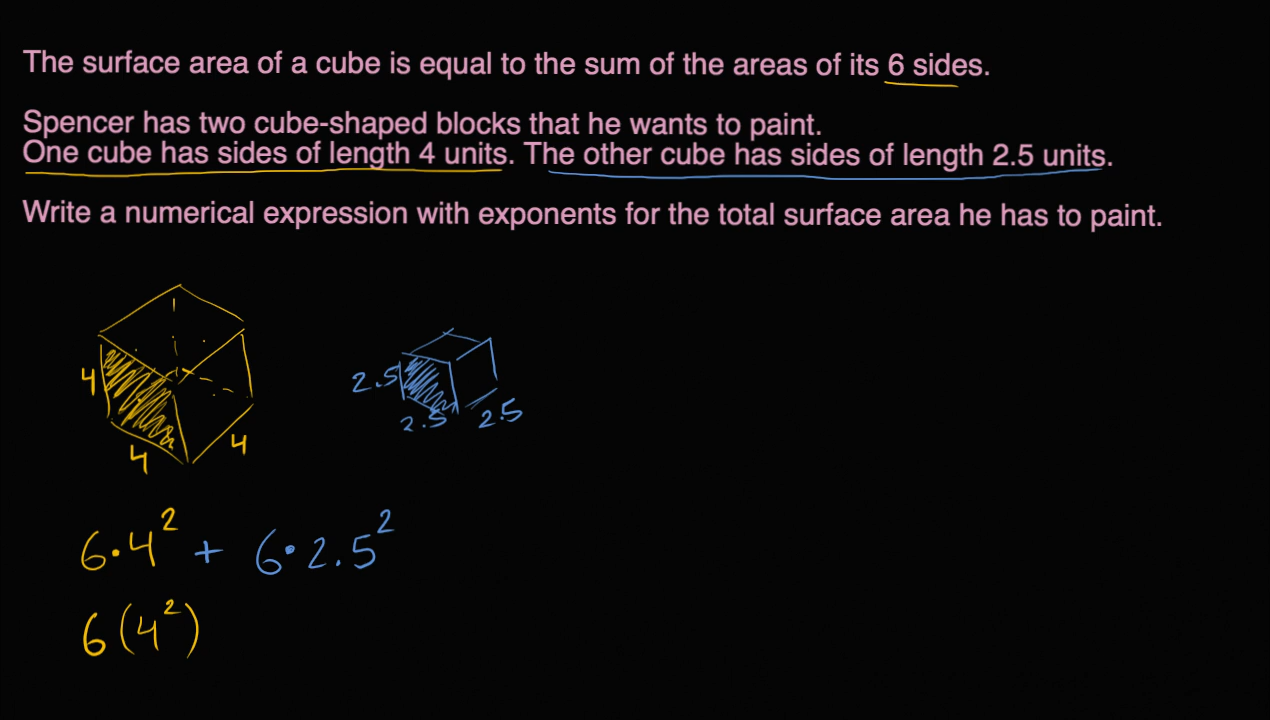 The surface area of a cube is equal to the sum of the areas of its 6 sides.
Spencer has two cube-shaped blocks that he wants to paint.
One cube has sides of length 4 units. The other cube has sides of length 2.5 units.
Write a numerical expression with exponents for the total surface area he has to paint.
4
4
4
2.5
2.5
2.5
6·4² + 6·2.5²
6(4²)